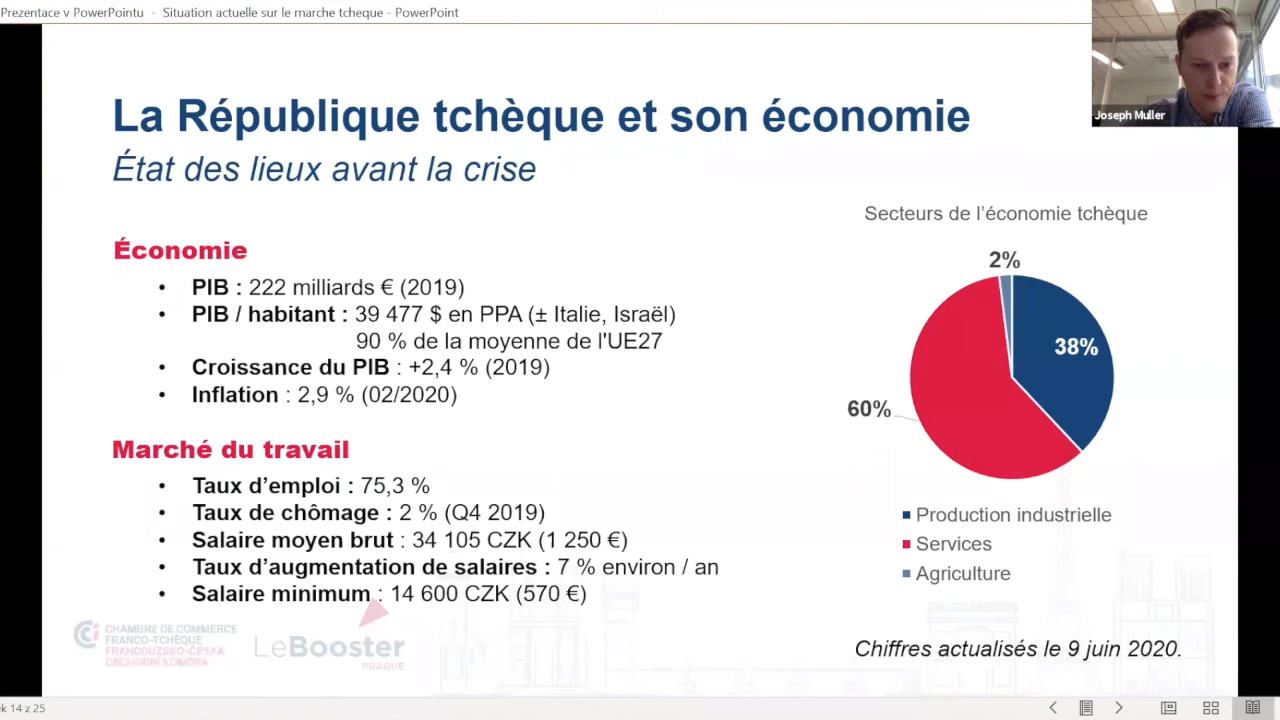 Prezentace v PowerPointu - Situation actuelle sur le marche tcheque - PowerPoint
Joseph Muller
La République tchèque et son économie
État des lieux avant la crise
Économie
• PIB : 222 milliards € (2019)
• PIB / habitant : 39 477 $ en PPA (± Italie, Israël)
90 % de la moyenne de l'UE27
• Croissance du PIB : +2,4 % (2019)
• Inflation : 2,9 % (02/2020)
Marché du travail
• Taux d’emploi : 75,3 %
• Taux de chômage : 2 % (Q4 2019)
• Salaire moyen brut : 34 105 CZK (1 250 €)
• Taux d’augmentation de salaires : 7 % environ / an
• Salaire minimum : 14 600 CZK (570 €)
Secteurs de l’économie tchèque
2%
38%
60%
Production industrielle
Services
Agriculture
CHAMBRE DE COMMERCE
FRANCO-TCHÈQUE
FRANCOUZSKO-ČESKÁ
OBCHODNÍ KOMORA
LeBooster
PRAGUE
Chiffres actualisés le 9 juin 2020.
ek 14 z 25